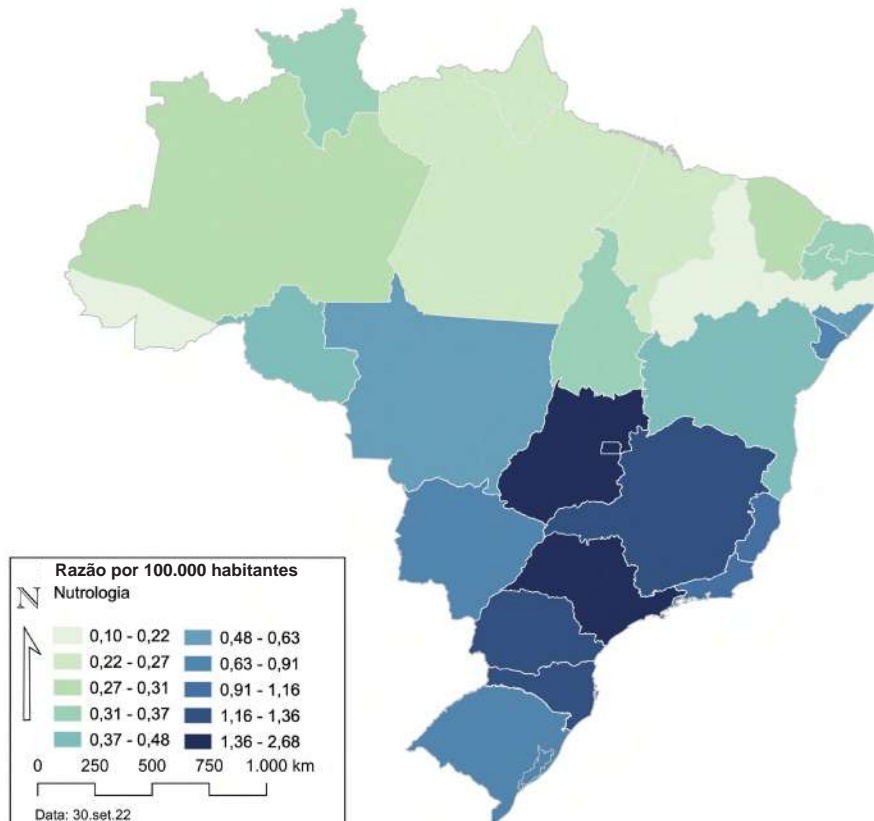 Razão por 100.000 habitantes
N Nutrologia
0,10 - 0,22
0,22 - 0,27
0,27 - 0,31
0,31 - 0,37
0,37 - 0,48
0,48 - 0,63
0,63 - 0,91
0,91 - 1,16
1,16 - 1,36
1,36 - 2,68
0 250 500 750 1.000 km
Data: 30.set.22